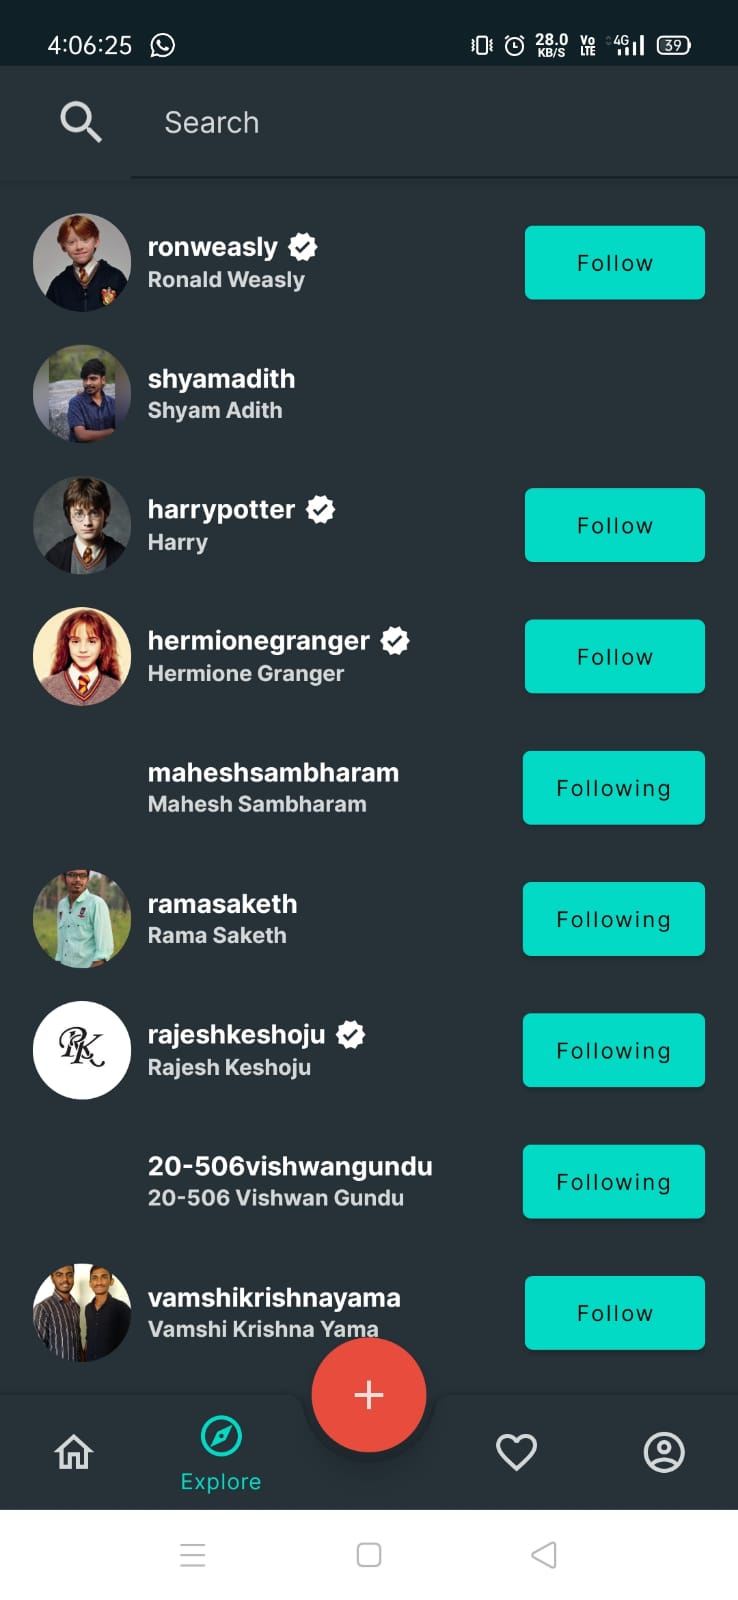 4:06:25 28.0 KB/S Vo LTE 4G 39
Search
ronweasly
Ronald Weasly
Follow
shyamadith
Shyam Adith
harrypotter
Harry
Follow
hermionegranger
Hermione Granger
Follow
maheshsambharam
Mahesh Sambharam
Following
ramasaketh
Rama Saketh
Following
RK
rajeshkeshoju
Rajesh Keshoju
Following
20-506vishwangundu
20-506 Vishwan Gundu
Following
vamshikrishnayama
Vamshi Krishna Yama
Follow
Explore